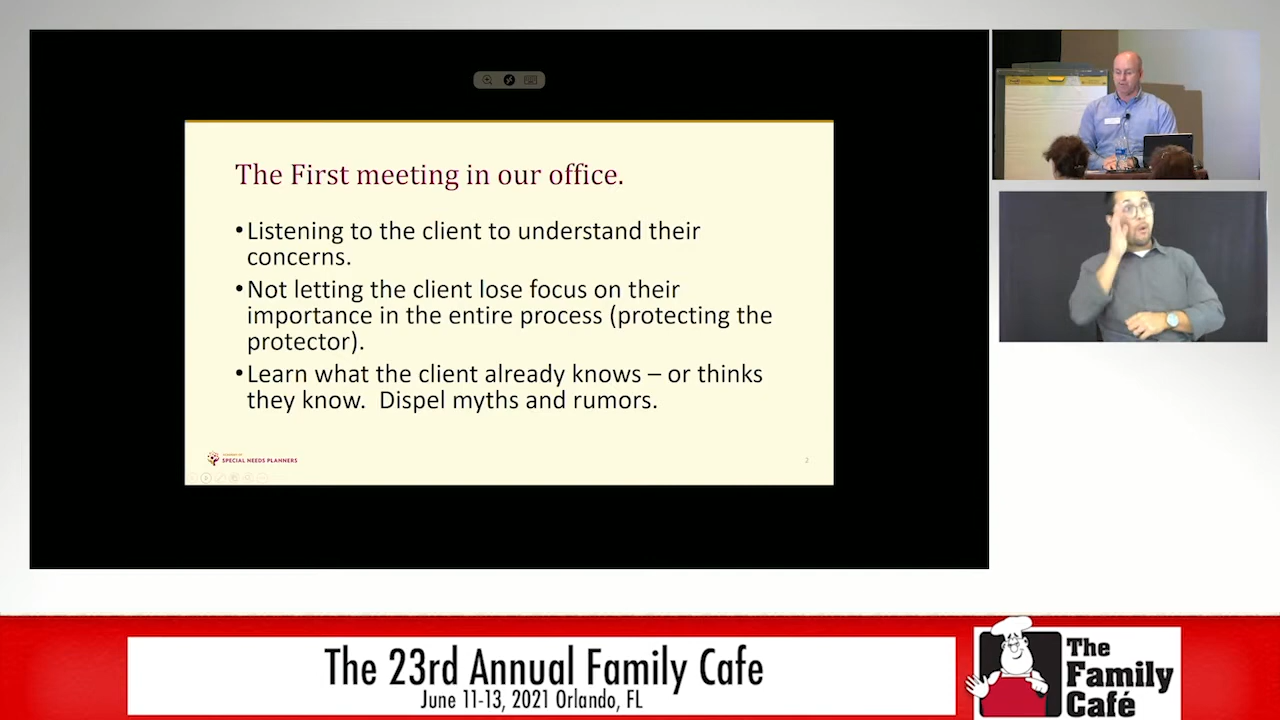 The First meeting in our office.
•Listening to the client to understand their
concerns.
•Not letting the client lose focus on their
importance in the entire process (protecting the
protector).
•Learn what the client already knows – or thinks
they know.  Dispel myths and rumors.
SPECIAL NEEDS PLANNERS
2
The 23rd Annual Family Cafe
June 11-13, 2021 Orlando, FL
The
Family
Café